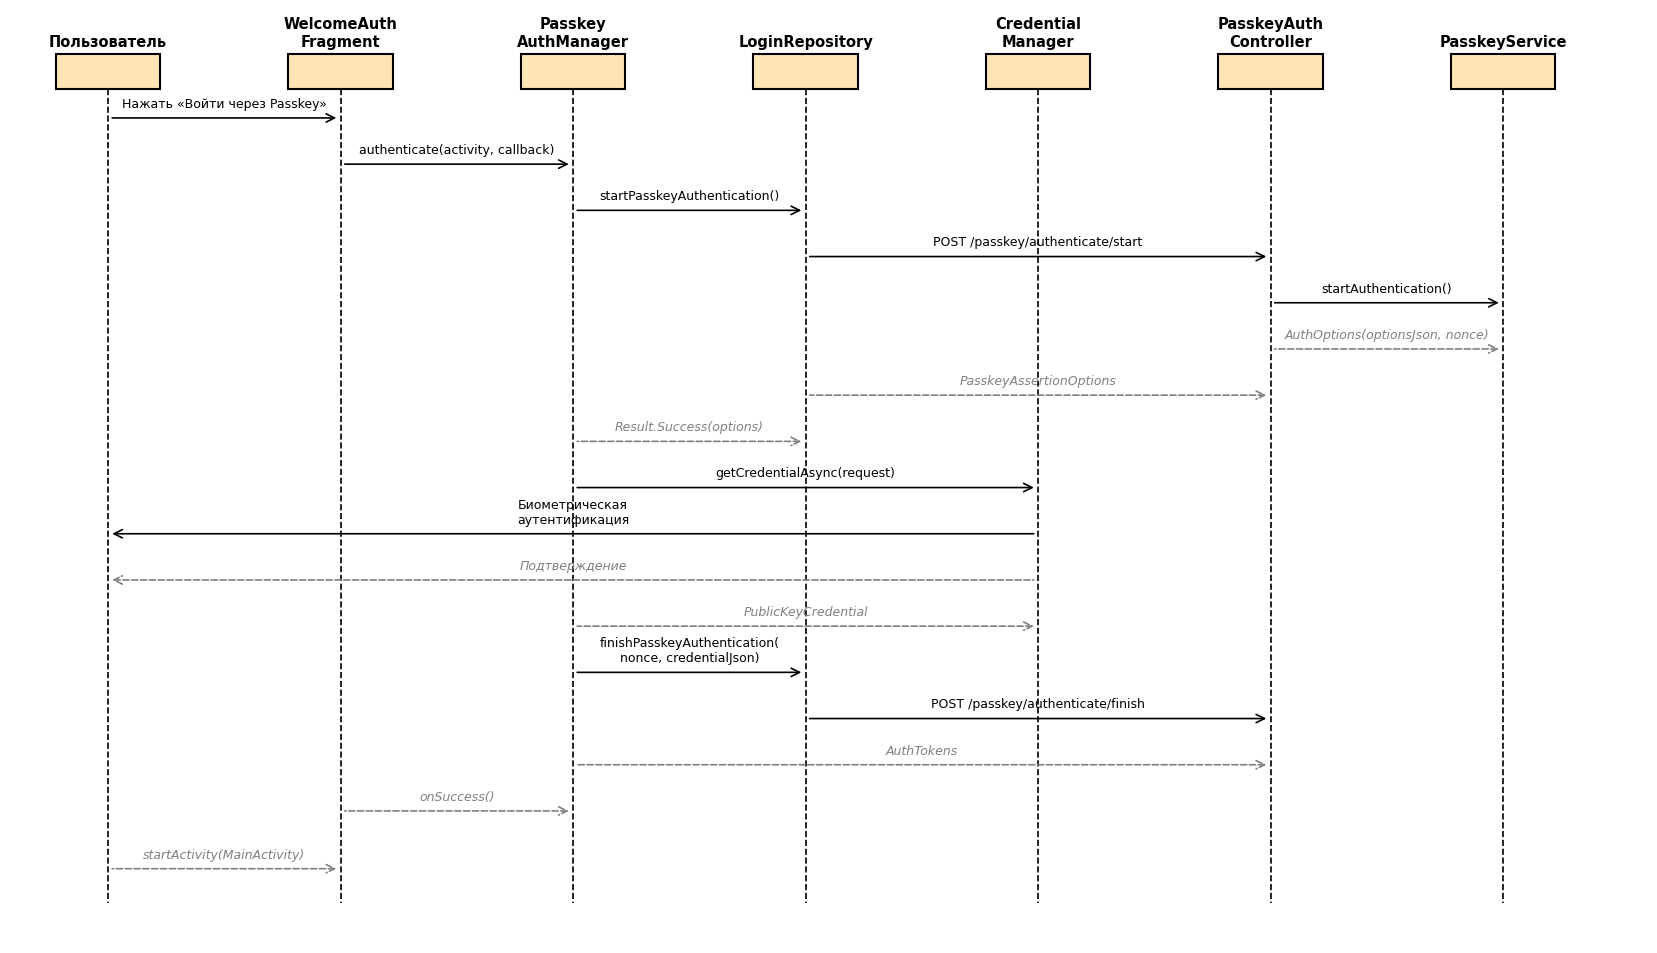 Пользователь
WelcomeAuth
Fragment
Passkey
AuthManager
LoginRepository
Credential
Manager
PasskeyAuth
Controller
PasskeyService
Нажать «Войти через Passkey»
authenticate(activity, callback)
startPasskeyAuthentication()
POST /passkey/authenticate/start
startAuthentication()
AuthOptions(optionsJson, nonce)
PasskeyAssertionOptions
Result.Success(options)
getCredentialAsync(request)
Биометрическая
аутентификация
Подтверждение
PublicKeyCredential
finishPasskeyAuthentication(
nonce, credentialJson)
POST /passkey/authenticate/finish
AuthTokens
onSuccess()
startActivity(MainActivity)